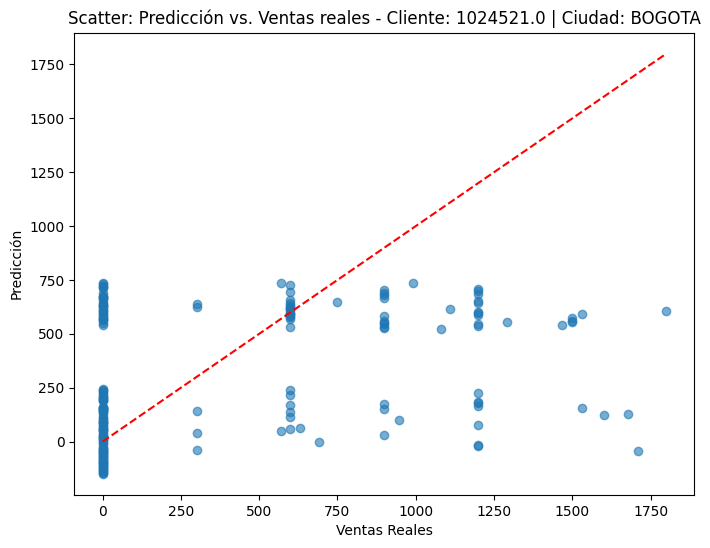 Scatter: Predicción vs. Ventas reales - Cliente: 1024521.0 | Ciudad: BOGOTA
1750
1500
1250
1000
750
500
250
0
Predicción
0 250 500 750 1000 1250 1500 1750
Ventas Reales